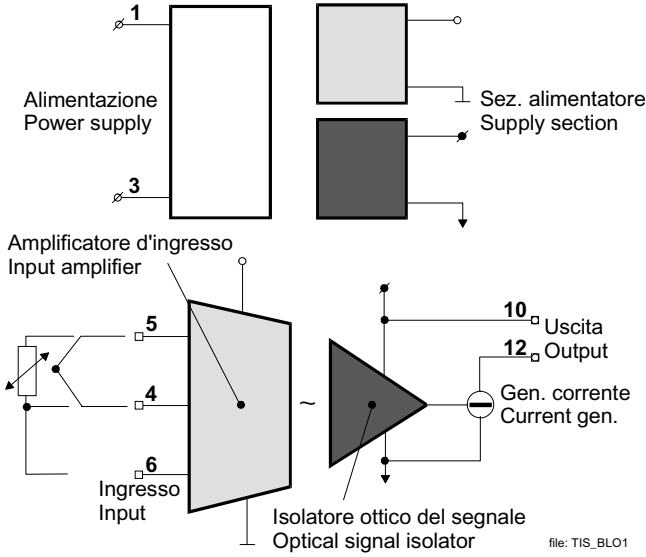 1
Alimentazione
Power supply
3
Sez. alimentatore
Supply section
Amplificatore d'ingresso
Input amplifier
5
4
6
Ingresso
Input
~
10
Uscita
12
Output
Gen. corrente
Current gen.
Isolatore ottico del segnale
Optical signal isolator
file: TIS_BLO1